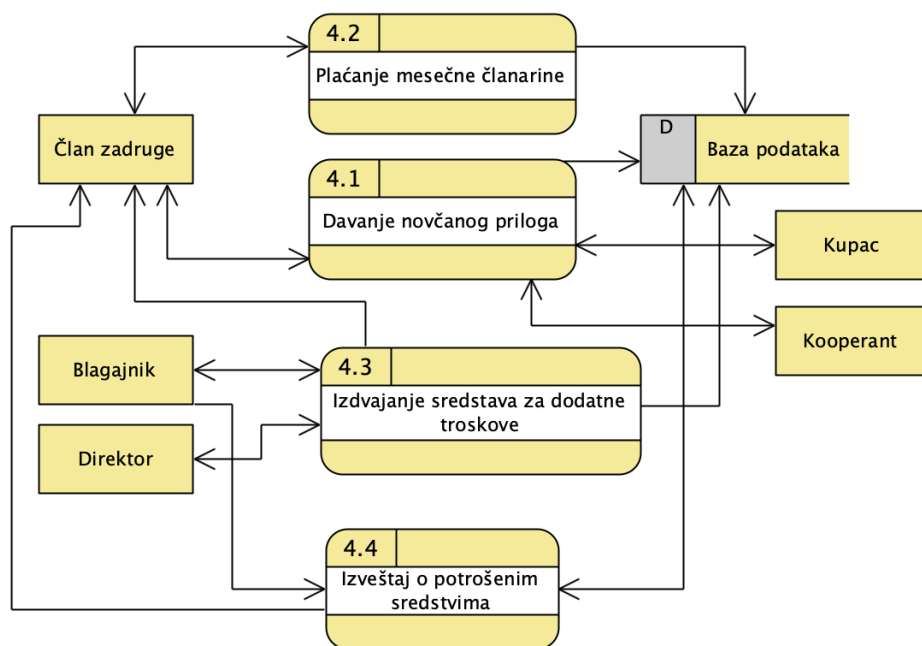 4.2
Plaćanje mesečne članarine
Član zadruge
D
Baza podataka
4.1
Davanje novčanog priloga
Kupac
Kooperant
Blagajnik
4.3
Izdvajanje sredstava za dodatne
troskove
Direktor
4.4
Izveštaj o potrošenim
sredstvima